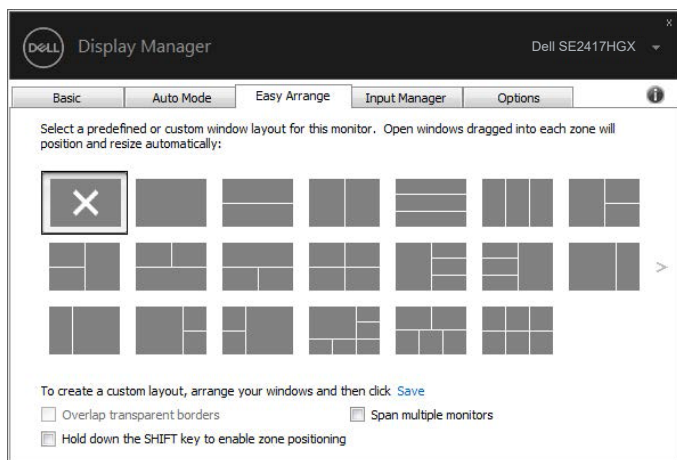 x
DELL Display Manager Dell SE2417HGX
Basic Auto Mode Easy Arrange Input Manager Options
Select a predefined or custom window layout for this monitor. Open windows dragged into each zone will
position and resize automatically:
>
To create a custom layout, arrange your windows and then click Save
Overlap transparent borders Span multiple monitors
Hold down the SHIFT key to enable zone positioning